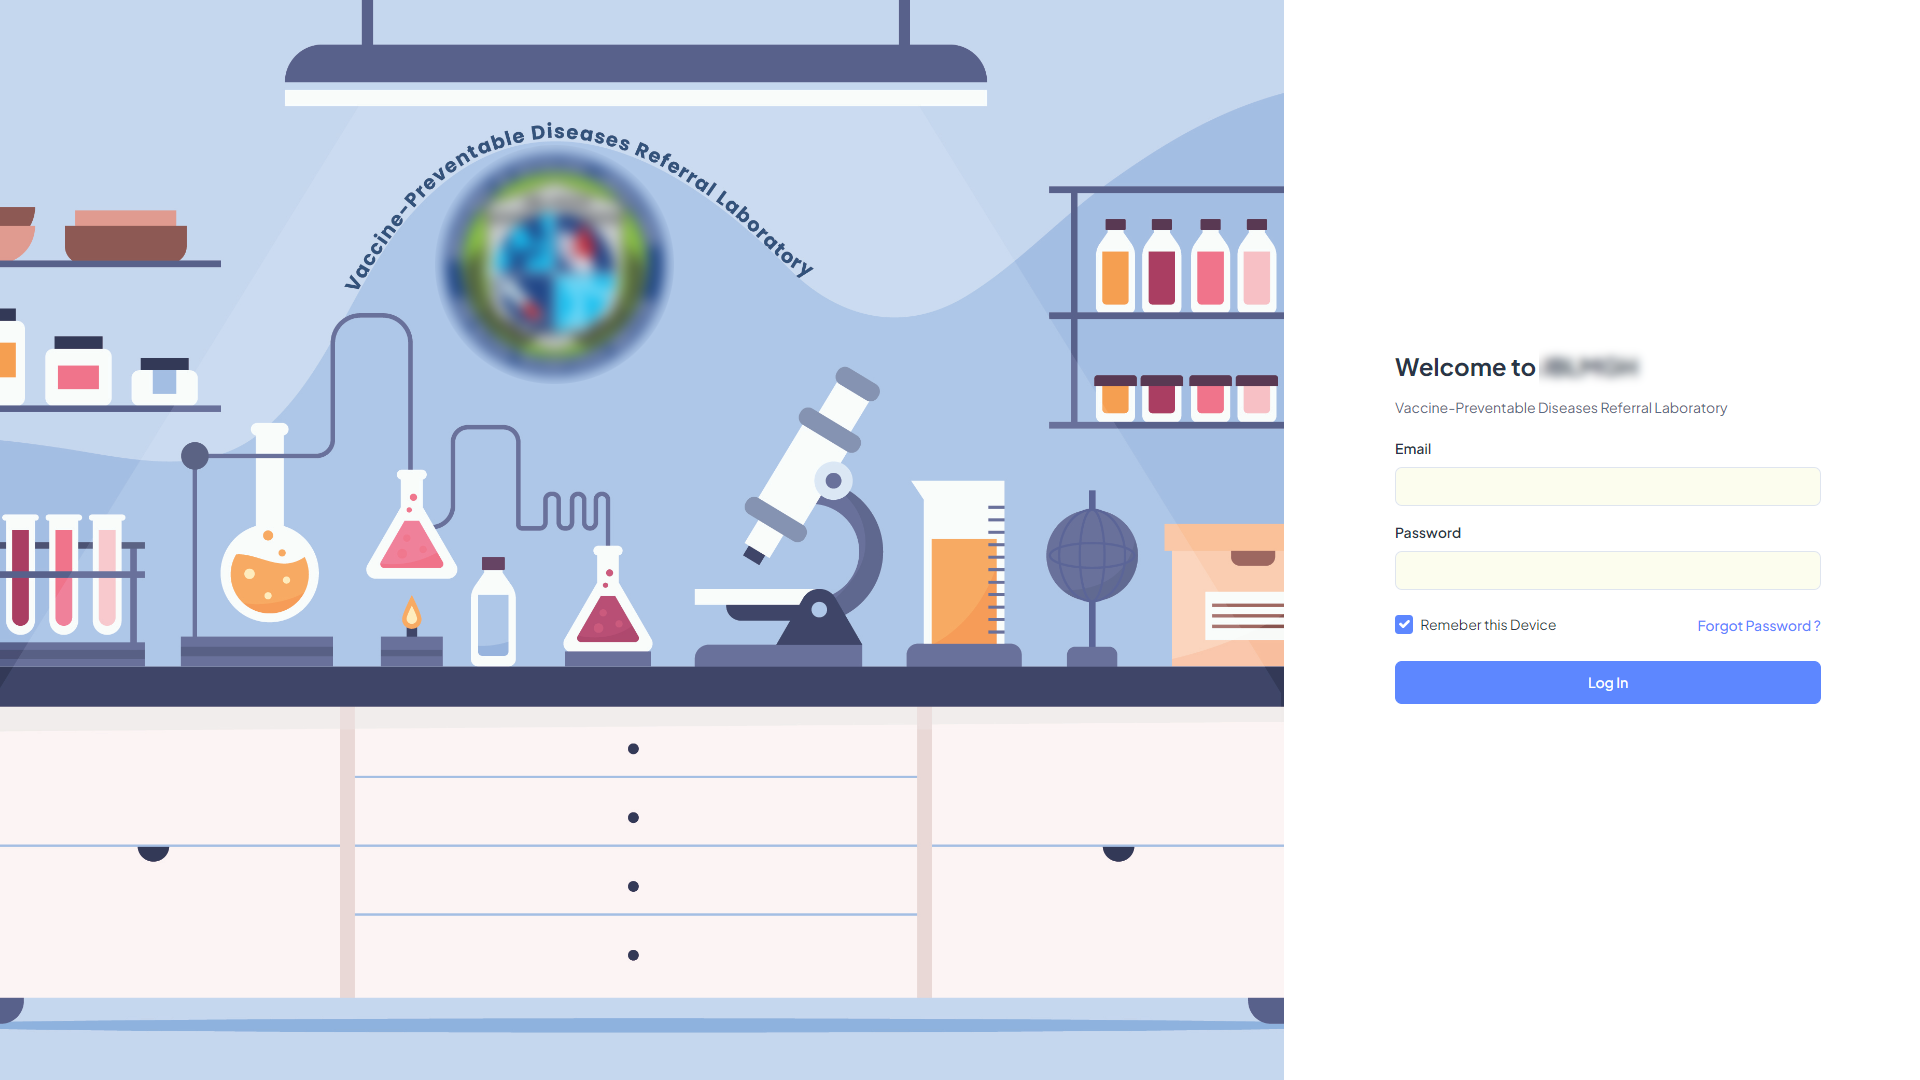 Vaccine-Preventable Diseases Referral Laboratory
Welcome to
Vaccine-Preventable Diseases Referral Laboratory
Email
Password
Remeber this Device
Forgot Password ?
Log In